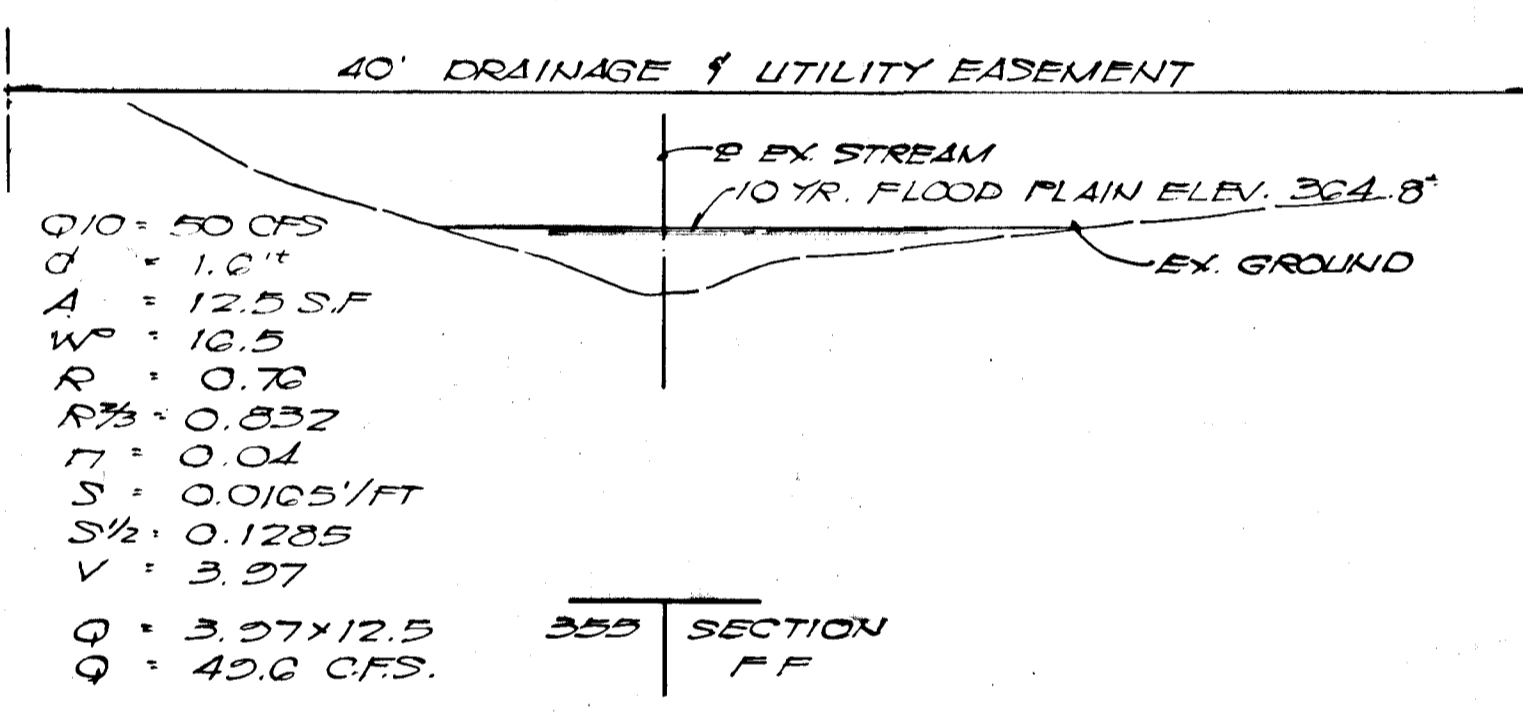 40' DRAINAGE & UTILITY EASEMENT
℄ EX. STREAM
10 YR. FLOOD PLAIN ELEV. 364.8±
EX. GROUND
Q10 = 50 CFS
d = 1.6'±
A = 12.5 S.F
WP = 16.5
R = 0.76
R2/3 = 0.832
n = 0.04
S = 0.0165'/FT
S1/2 = 0.1285
V = 3.97
Q = 3.97×12.5
Q = 49.6 C.F.S.
355 SECTION
FF